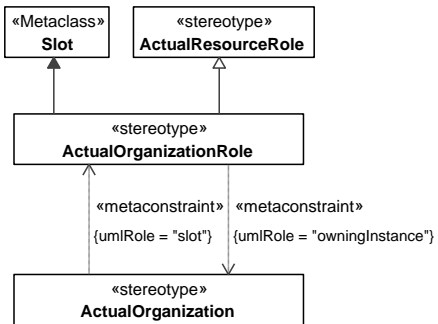 «Metaclass»
Slot
«stereotype»
ActualResourceRole
«stereotype»
ActualOrganizationRole
«metaconstraint»
{umlRole = "slot"}
«metaconstraint»
{umlRole = "owningInstance"}
«stereotype»
ActualOrganization